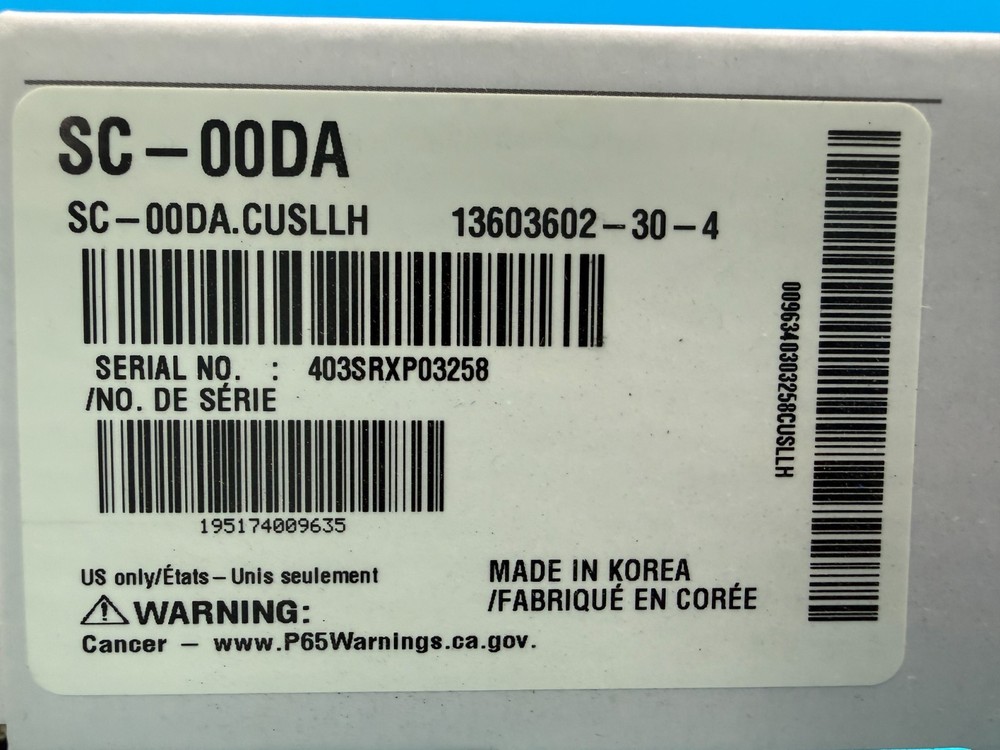 SC-00DA
SC-00DA.CUSLLH 13603602-30-4
SERIAL NO. : 403SRXP03258
/NO. DE SÉRIE
195174009635
US only/États-Unis seulement
⚠WARNING:
Cancer - www.P65Warnings.ca.gov.
MADE IN KOREA
/FABRIQUÉ EN CORÉE
0096340303258CUSLLH